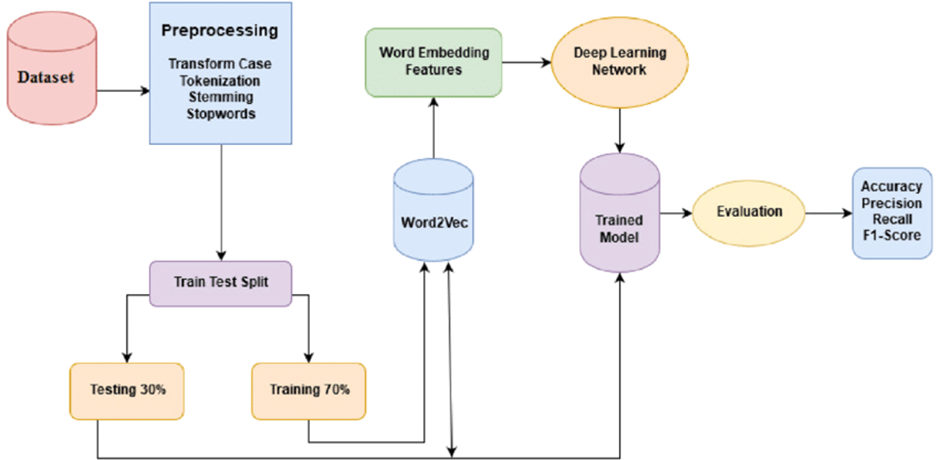 Dataset
Preprocessing
Transform Case
Tokenization
Stemming
Stopwords
Word Embedding
Features
Deep Learning
Network
Word2Vec
Trained
Model
Evaluation
Accuracy
Precision
Recall
F1-Score
Train Test Split
Testing 30%
Training 70%